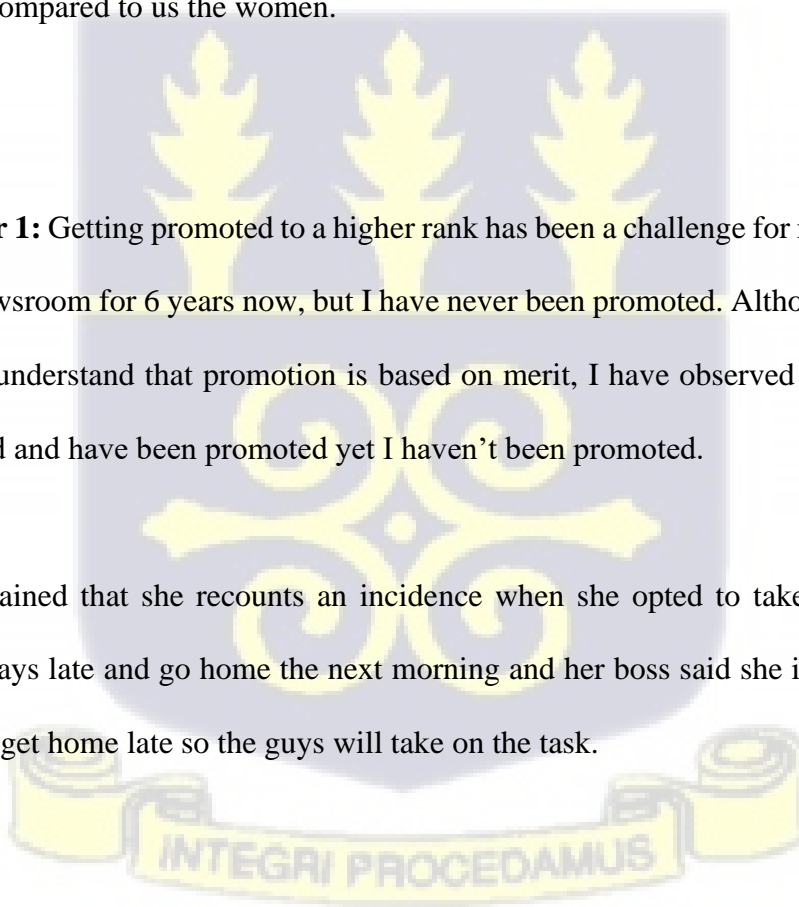 compared to us the women.
r 1: Getting promoted to a higher rank has been a challenge for
wsroom for 6 years now, but I have never been promoted.
understand that promotion is based on merit, I have observed
and have been promoted yet I haven't been promoted.
that she recounts an incidence when she opted to take
late and go home the next morning and her boss said she
get home late so the guys will take on the task.
INTEGRI PROCEDAMUS